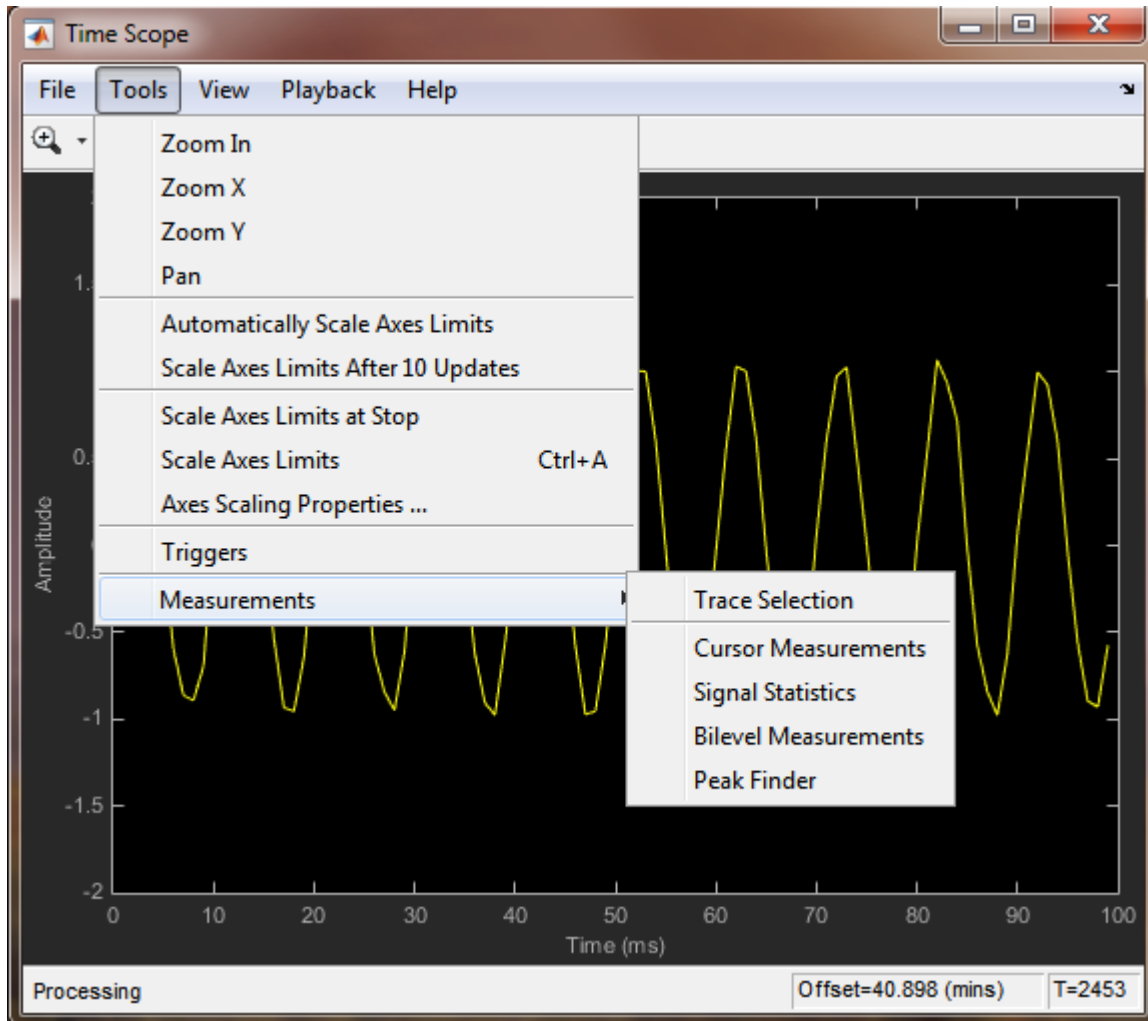 Time Scope
File Tools View Playback Help
Zoom In
Zoom X
Zoom Y
Pan
Automatically Scale Axes Limits
Scale Axes Limits After 10 Updates
Scale Axes Limits at Stop
Scale Axes Limits Ctrl+A
Axes Scaling Properties ...
Triggers
Measurements
Trace Selection
Cursor Measurements
Signal Statistics
Bilevel Measurements
Peak Finder
Amplitude
-0.5
-1
-1.5
-2
0 10 20 30 40 50 60 70 80 90 100
Time (ms)
Processing Offset=40.898 (mins) T=2453